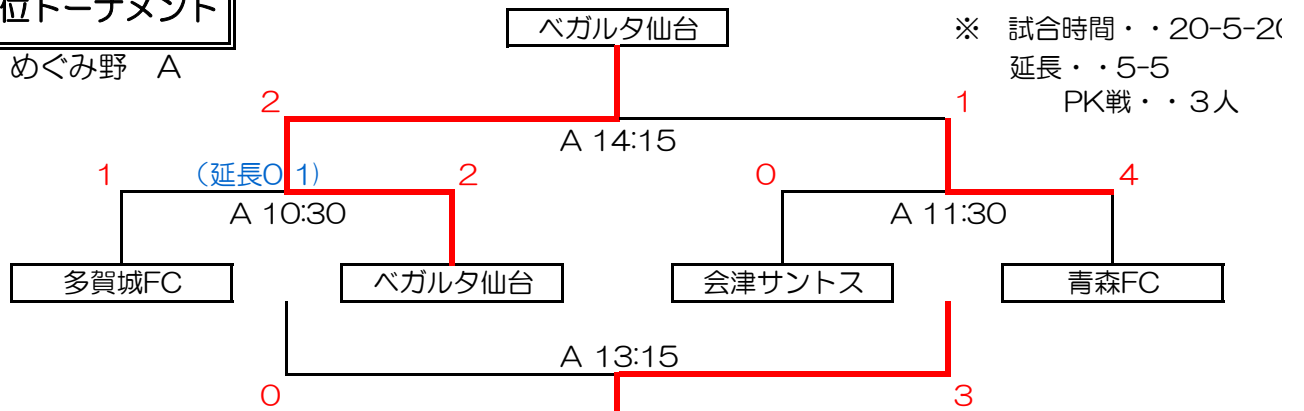 位トーナメント
ベガルタ仙台
※ 試合時間・・20-5-20
めぐみ野 A
延長・・5-5
PK戦・・3人
2
1
A 14:15
1
(延長0 1)
2
0
4
A 10:30
A 11:30
多賀城FC
ベガルタ仙台
会津サントス
青森FC
A 13:15
0
3